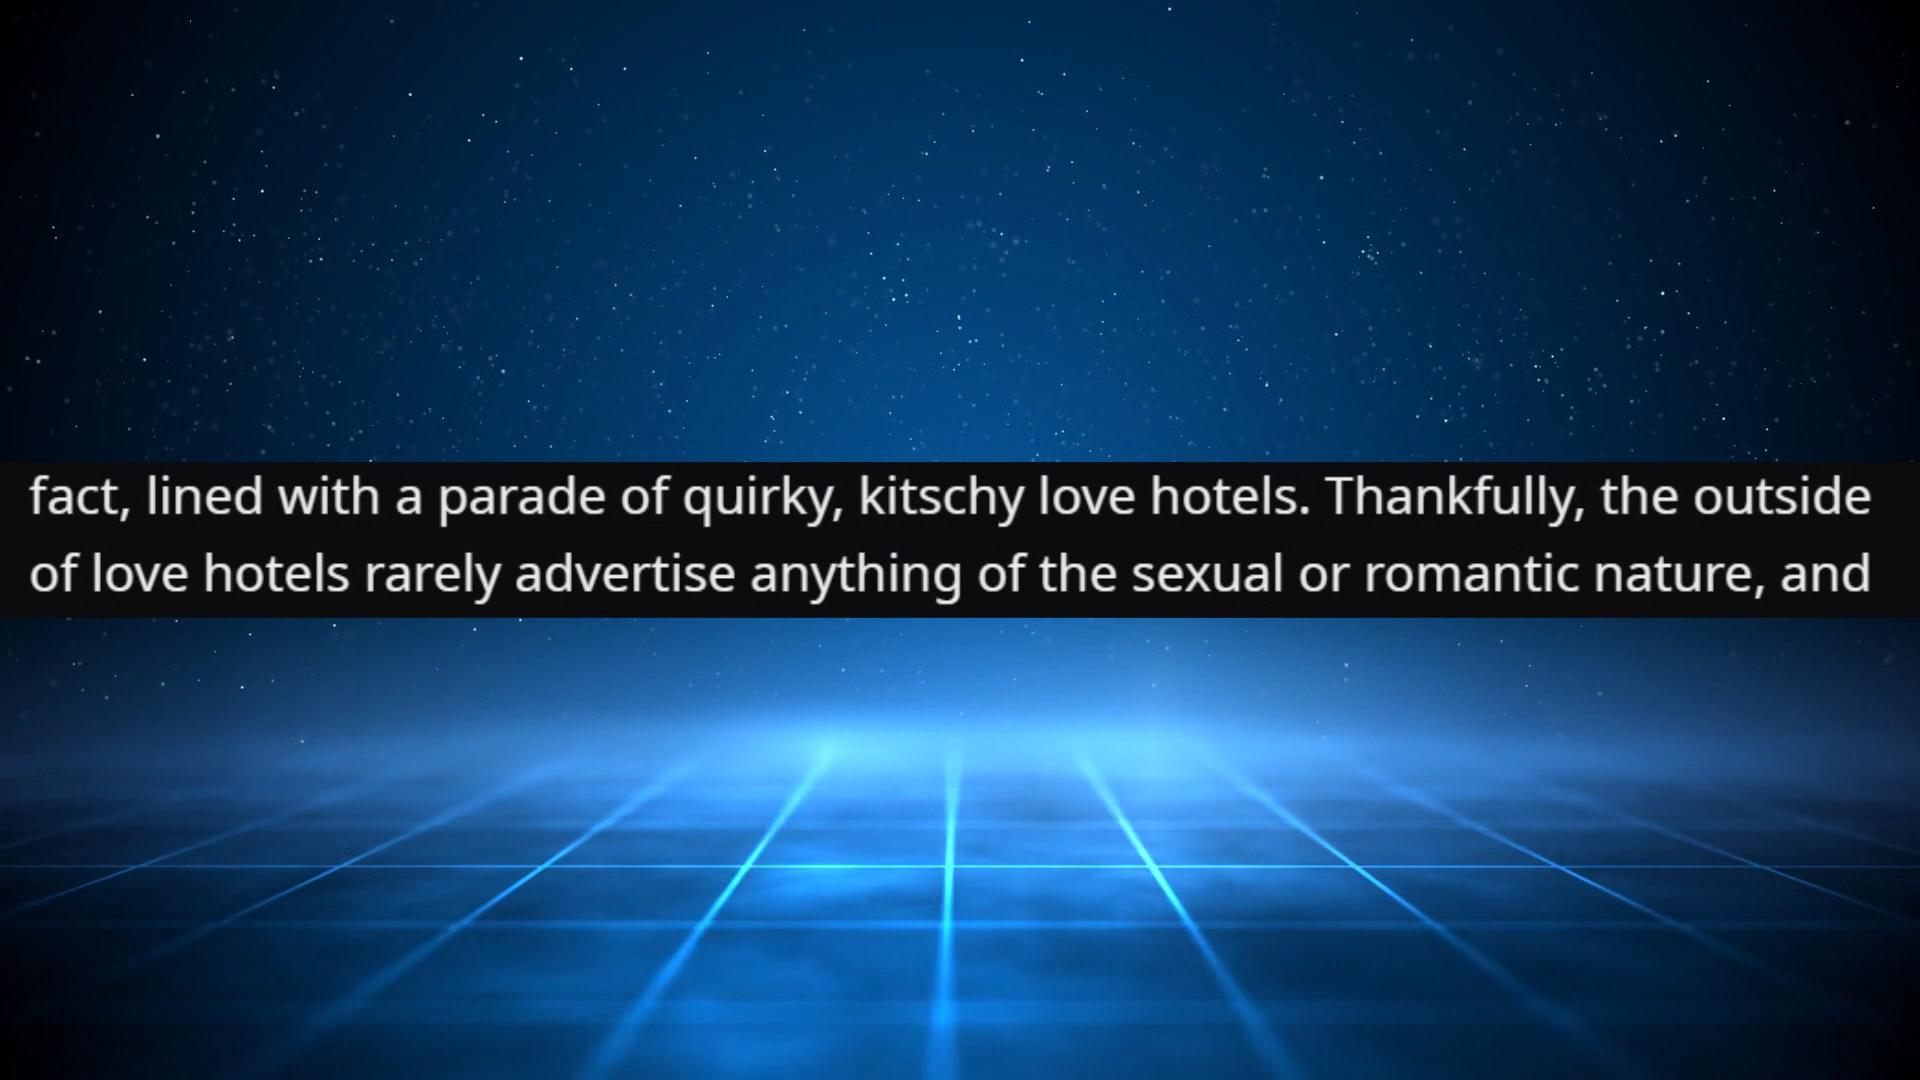 fact, lined with a parade of quirky, kitschy love hotels. Thankfully, the outside
of love hotels rarely advertise anything of the sexual or romantic nature, and